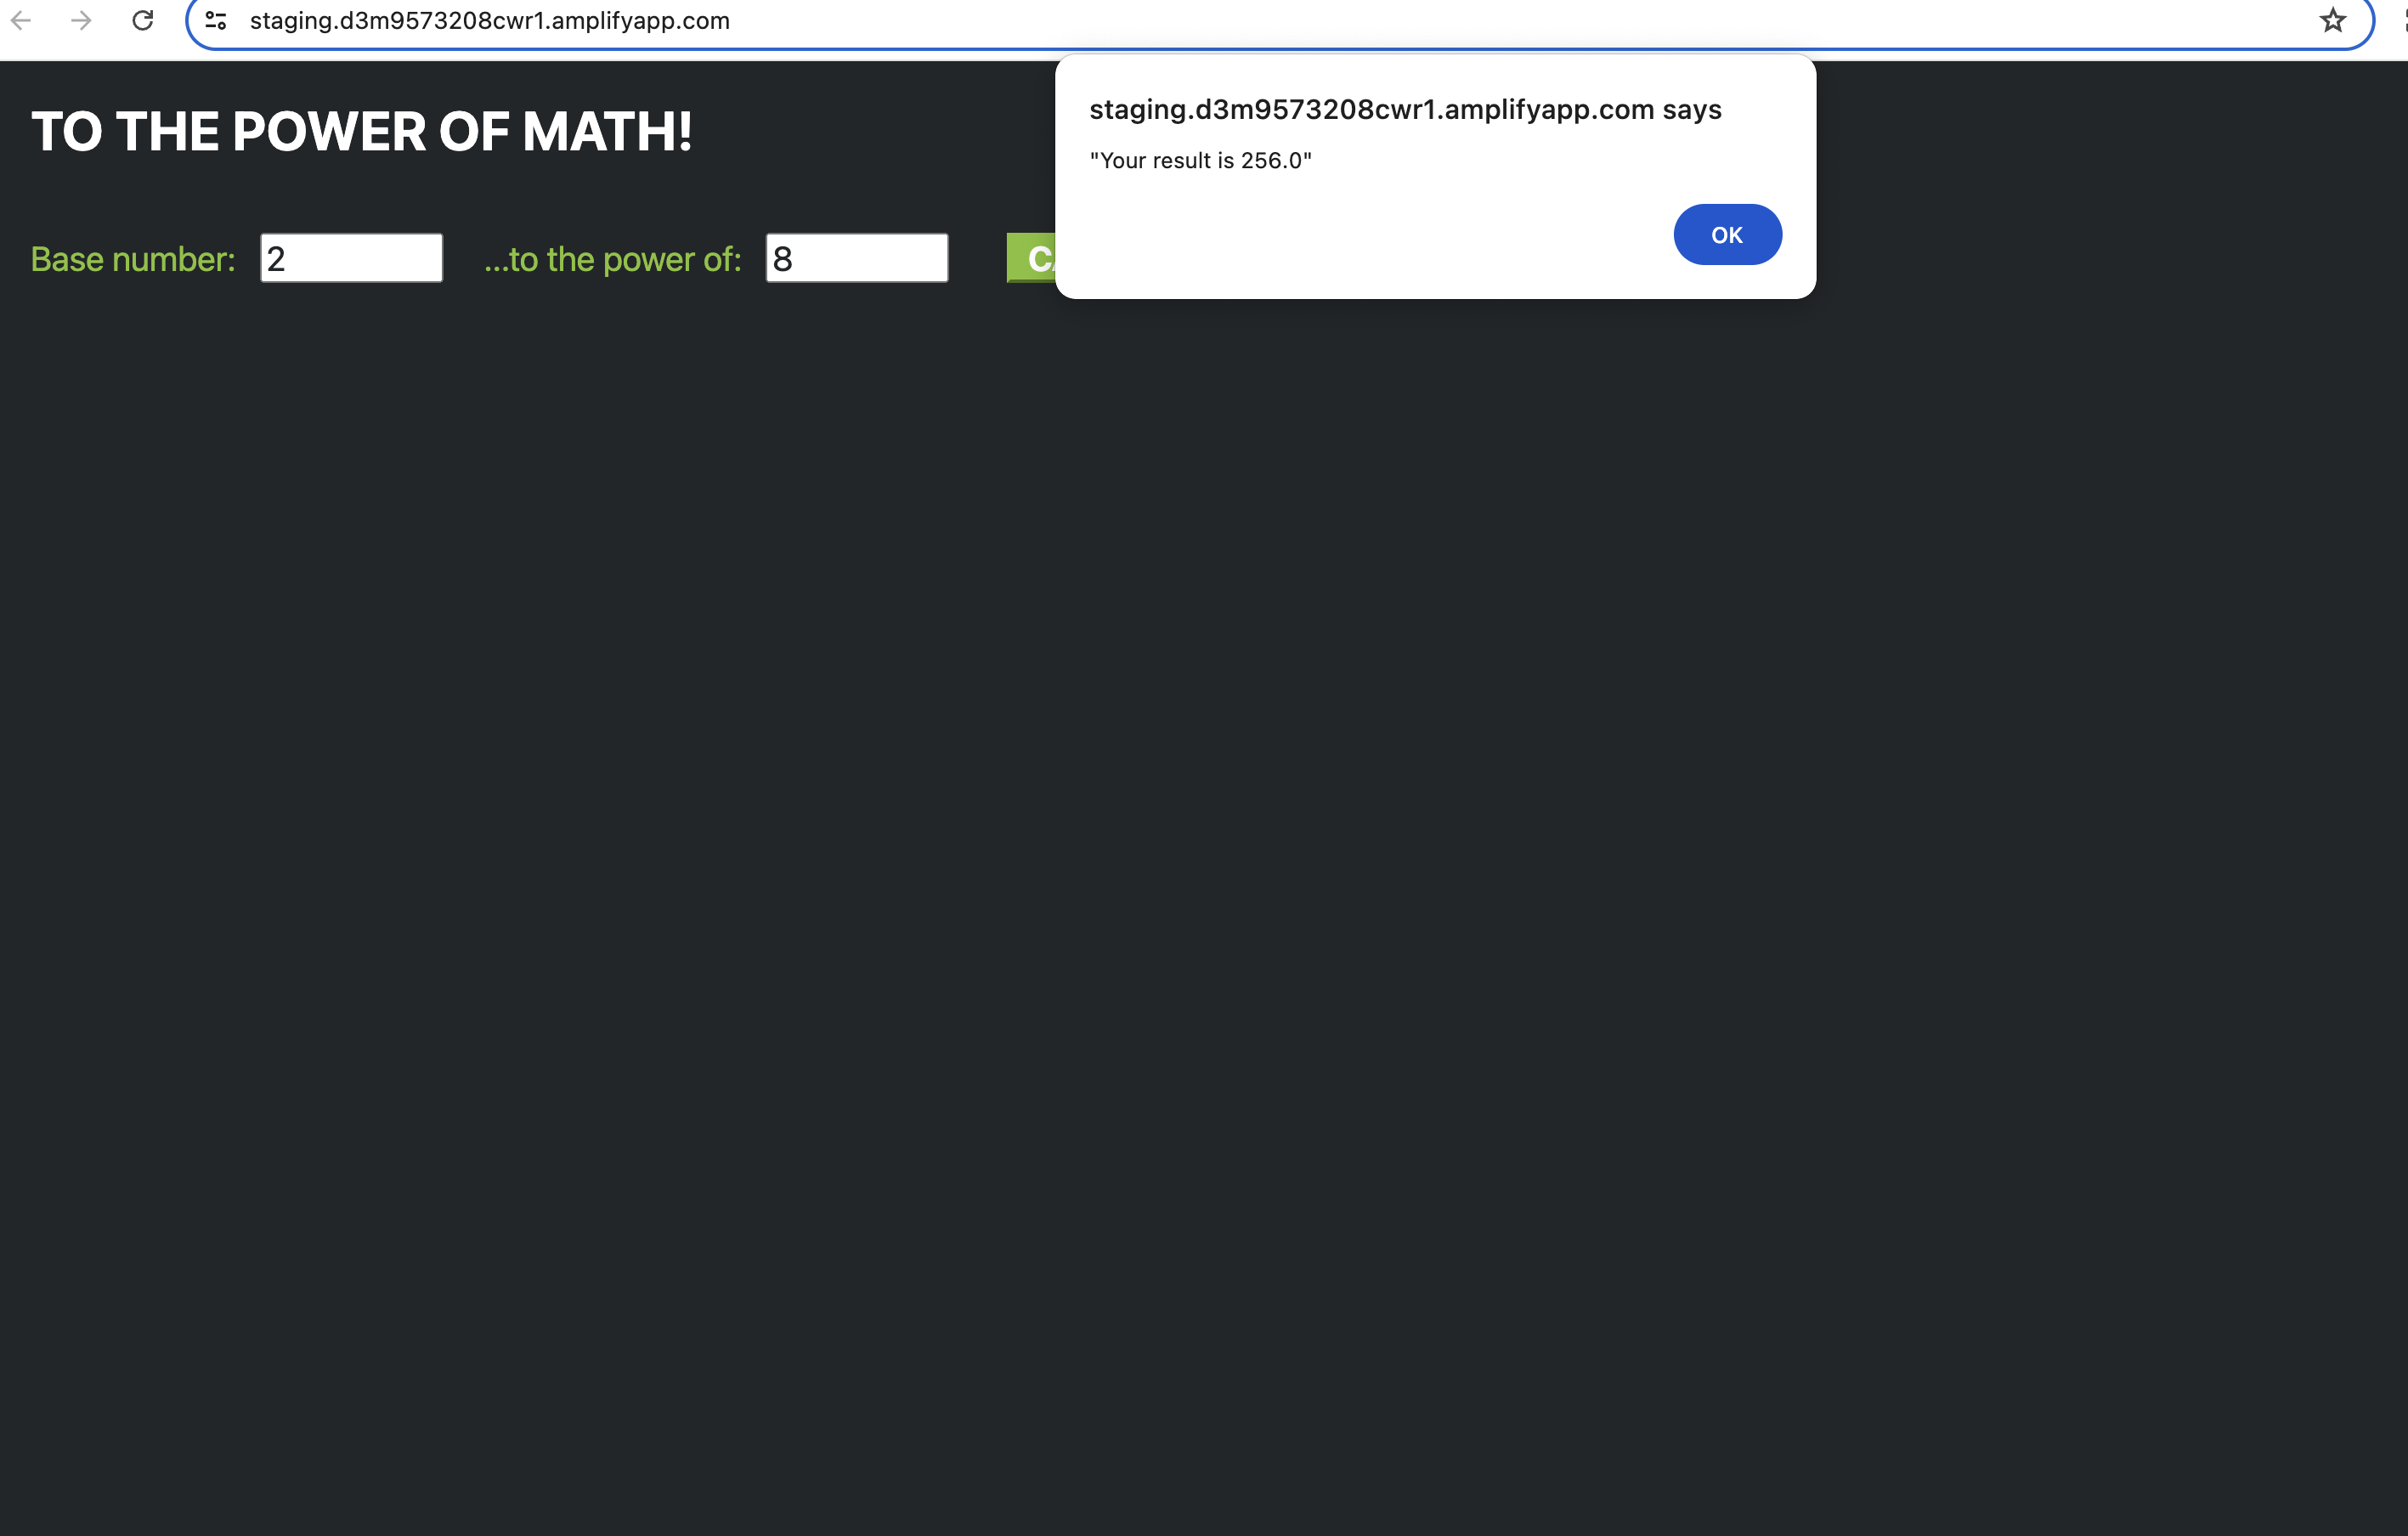 staging.d3m9573208cwr1.amplifyapp.com
staging.d3m9573208cwr1.amplifyapp.com says
"Your result is 256.0"
OK
TO THE POWER OF MATH!
Base number: 2 ...to the power of: 8